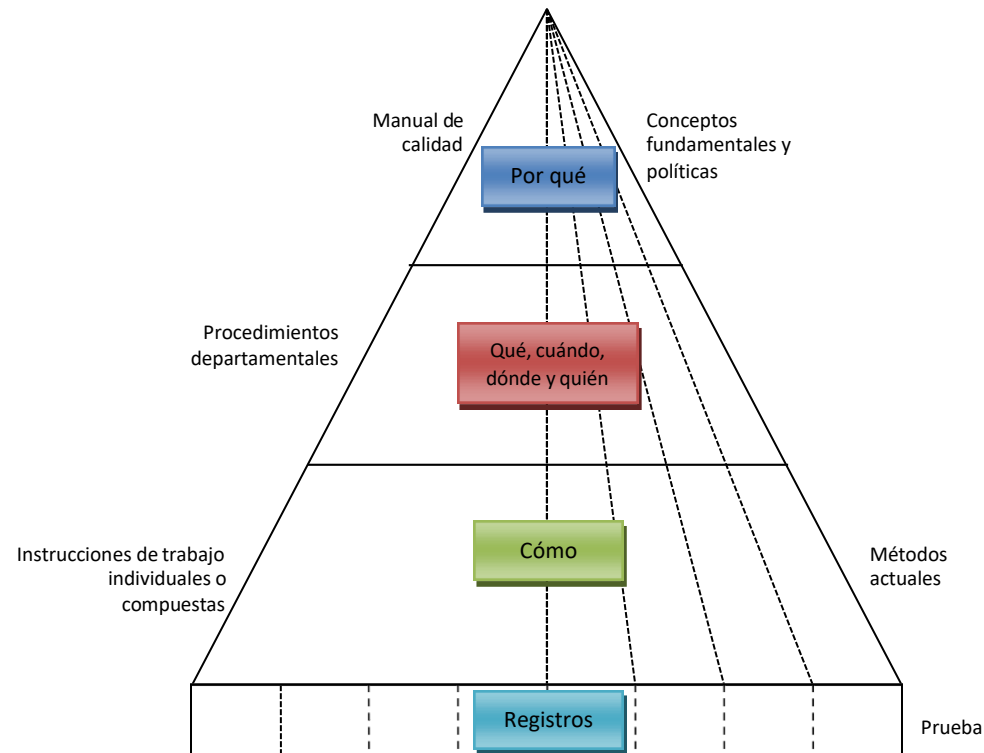 Manual de
calidad
Conceptos
fundamentales y
políticas
Por qué
Procedimientos
departamentales
Qué, cuándo,
dónde y quién
Instrucciones de trabajo
individuales o
compuestas
Cómo
Métodos
actuales
Registros
Prueba